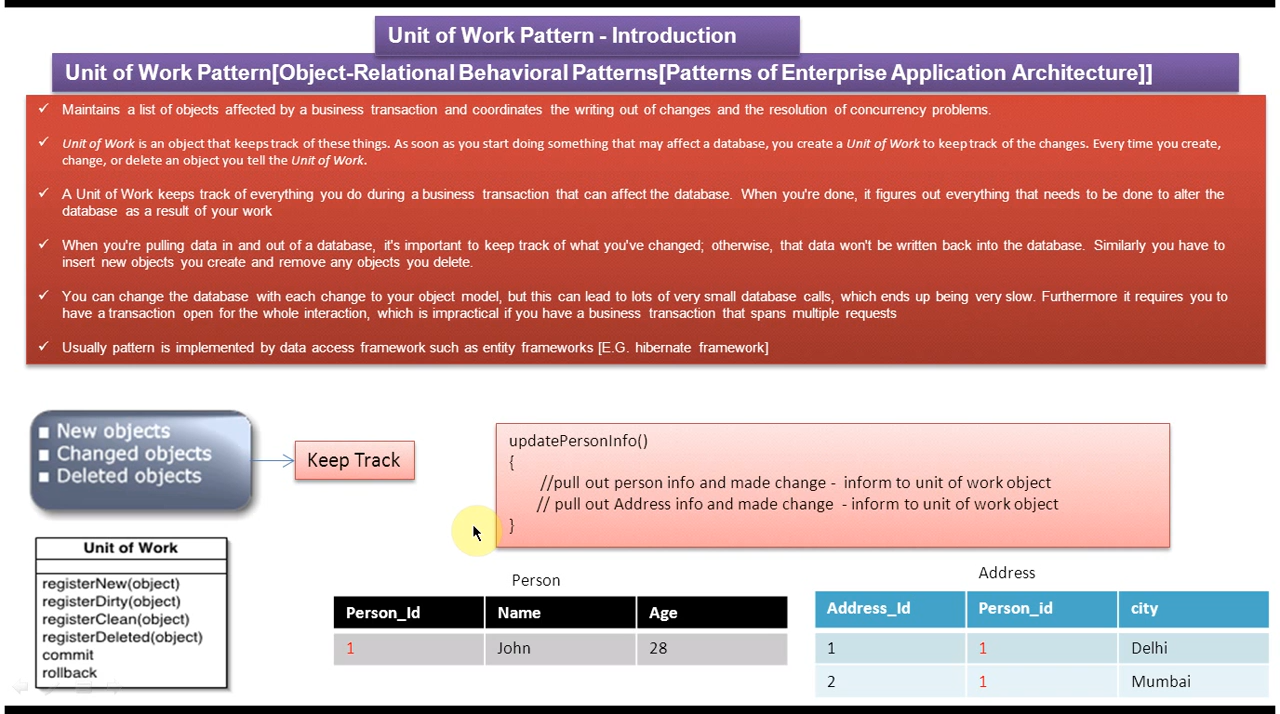 Unit of Work Pattern - Introduction
Unit of Work Pattern[Object-Relational Behavioral Patterns[Patterns of Enterprise Application Architecture]]
✓ Maintains a list of objects affected by a business transaction and coordinates the writing out of changes and the resolution of concurrency problems.
✓ Unit of Work is an object that keeps track of these things. As soon as you start doing something that may affect a database, you create a Unit of Work to keep track of the changes. Every time you create,
change, or delete an object you tell the Unit of Work.
✓ A Unit of Work keeps track of everything you do during a business transaction that can affect the database. When you're done, it figures out everything that needs to be done to alter the
database as a result of your work
✓ When you're pulling data in and out of a database, it's important to keep track of what you've changed; otherwise, that data won't be written back into the database. Similarly you have to
insert new objects you create and remove any objects you delete.
✓ You can change the database with each change to your object model, but this can lead to lots of very small database calls, which ends up being very slow. Furthermore it requires you to
have a transaction open for the whole interaction, which is impractical if you have a business transaction that spans multiple requests
✓ Usually pattern is implemented by data access framework such as entity frameworks [E.G. hibernate framework]
■ New objects
■ Changed objects
■ Deleted objects
Keep Track
updatePersonInfo()
{
//pull out person info and made change - inform to unit of work object
// pull out Address info and made change - inform to unit of work object
}
Unit of Work
registerNew(object)
registerDirty(object)
registerClean(object)
registerDeleted(object)
commit
rollback
Person
Person_Id Name Age
1 John 28
Address
Address_Id Person_id city
1 1 Delhi
2 1 Mumbai